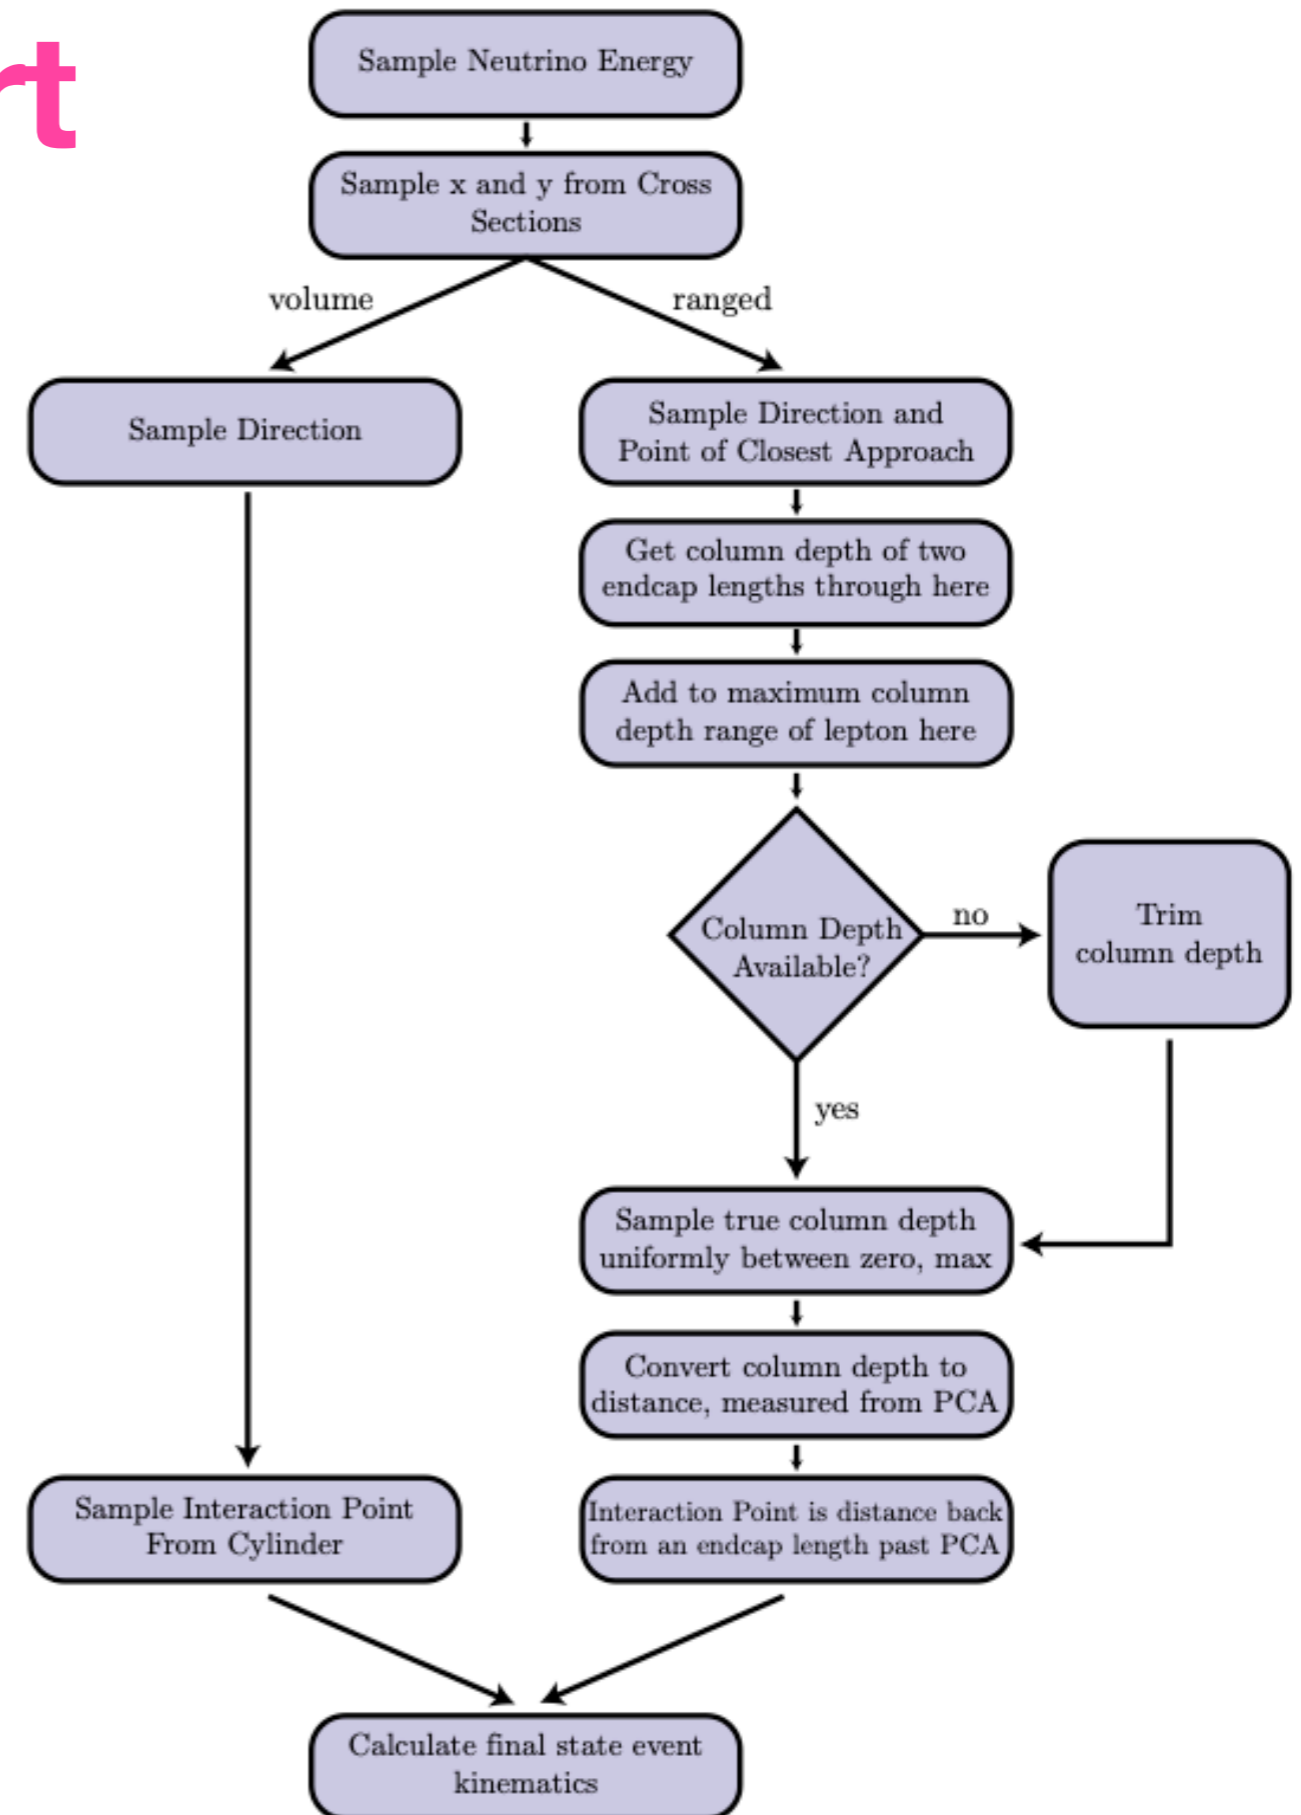 rt
Sample Neutrino Energy
Sample x and y from Cross
Sections
volume
ranged
Sample Direction
Sample Direction and
Point of Closest Approach
Get column depth of two
endcap lengths through here
Add to maximum column
depth range of lepton here
Column Depth
Available?
no
Trim
column depth
yes
Sample true column depth
uniformly between zero, max
Convert column depth to
distance, measured from PCA
Sample Interaction Point
From Cylinder
Interaction Point is distance back
from an endcap length past PCA
Calculate final state event
kinematics